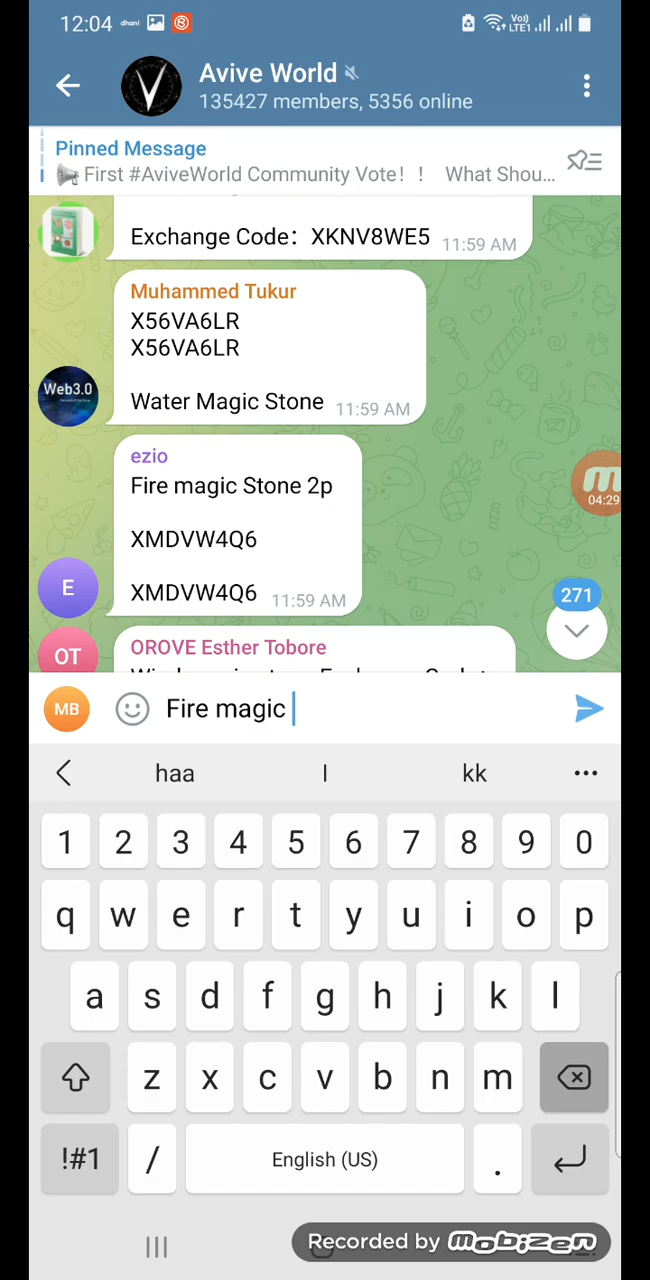 12:04 dhani Vo) LTE1
Avive World
135427 members, 5356 online
Pinned Message
First #AviveWorld Community Vote！！ What Shou...
Exchange Code： XKNV8WE5 11:59 AM
Muhammed Tukur
X56VA6LR
X56VA6LR
Web3.0
Water Magic Stone 11:59 AM
ezio
Fire magic Stone 2p
04:29
XMDVW4Q6
E
XMDVW4Q6 11:59 AM
271
OT
OROVE Esther Tobore
MB
Fire magic
haa I kk
1 2 3 4 5 6 7 8 9 0
q w e r t y u i o p
a s d f g h j k l
z x c v b n m
!#1 / English (US) .
Recorded by mobizen